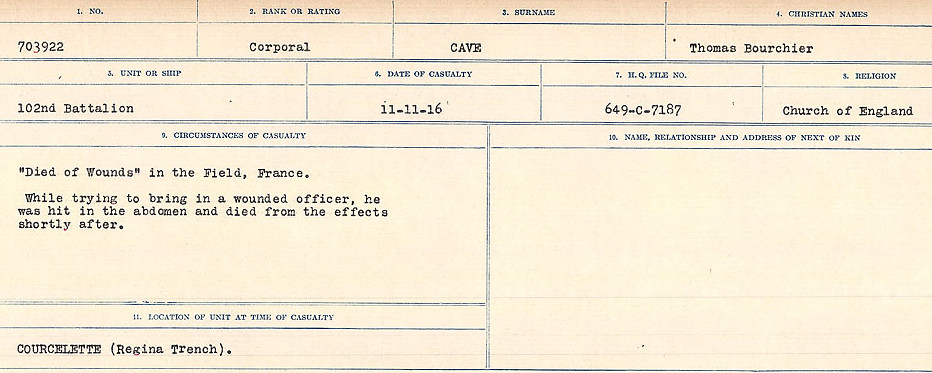 1. NO.
2. RANK OR RATING
3. SURNAME
4. CHRISTIAN NAMES
703922
Corporal
CAVE
Thomas Bourchier
5. UNIT OR SHIP
6. DATE OF CASUALTY
7. H.Q. FILE NO.
8. RELIGION
102nd Battalion
11-11-16
649-C-7187
Church of England
9. CIRCUMSTANCES OF CASUALTY
10. NAME, RELATIONSHIP AND ADDRESS OF NEXT OF KIN
"Died of Wounds" in the Field, France.
While trying to bring in a wounded officer, he
was hit in the abdomen and died from the effects
shortly after.
11. LOCATION OF UNIT AT TIME OF CASUALTY
COURCELETTE (Regina Trench).